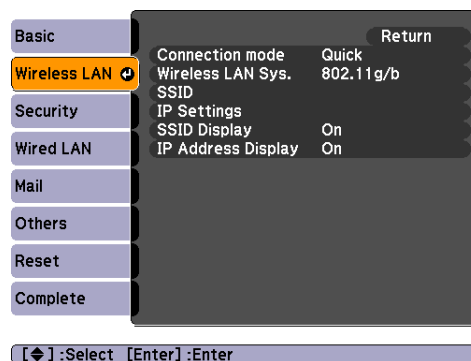 Basic
Wireless LAN
Security
Wired LAN
Mail
Others
Reset
Complete
Return
Connection mode Quick
Wireless LAN Sys. 802.11g/b
SSID
IP Settings
SSID Display On
IP Address Display On
[◆] :Select [Enter] :Enter